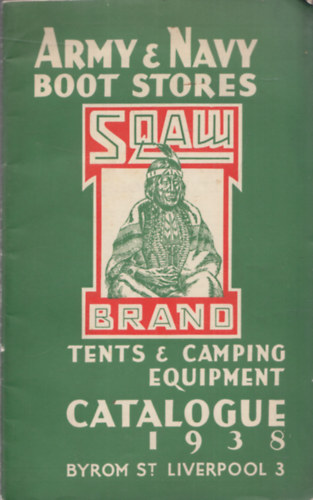 ARMY & NAVY
BOOT STORES
SQAW
BRAND
TENTS & CAMPING
EQUIPMENT
CATALOGUE
1938
BYROM ST. LIVERPOOL 3